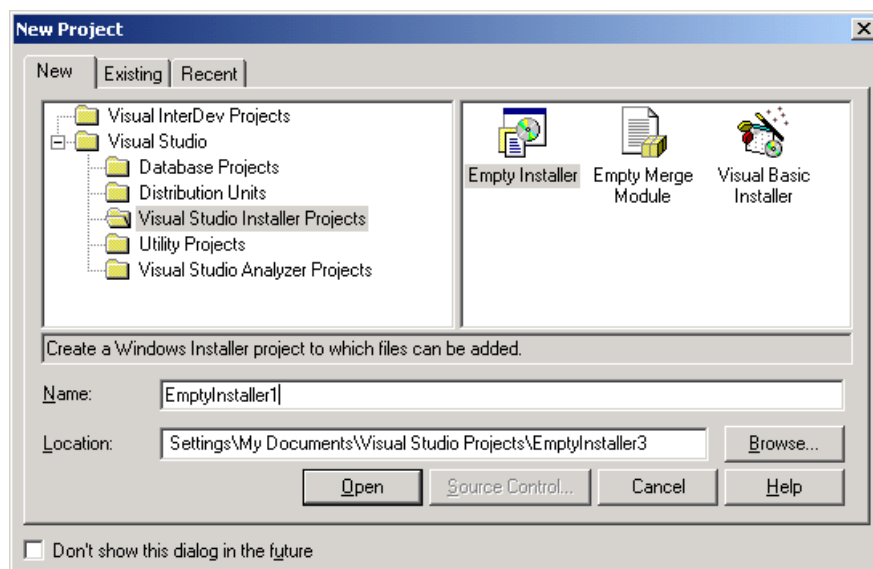 New Project
New
Existing
Recent
Visual InterDev Projects
Visual Studio
Database Projects
Distribution Units
Visual Studio Installer Projects
Utility Projects
Visual Studio Analyzer Projects
Empty Installer
Empty Merge
Module
Visual Basic
Installer
Create a Windows Installer project to which files can be added.
Name:
EmptyInstaller1
Location:
Settings\My Documents\Visual Studio Projects\EmptyInstaller3
Browse...
Open
Source Control...
Cancel
Help
Don't show this dialog in the future